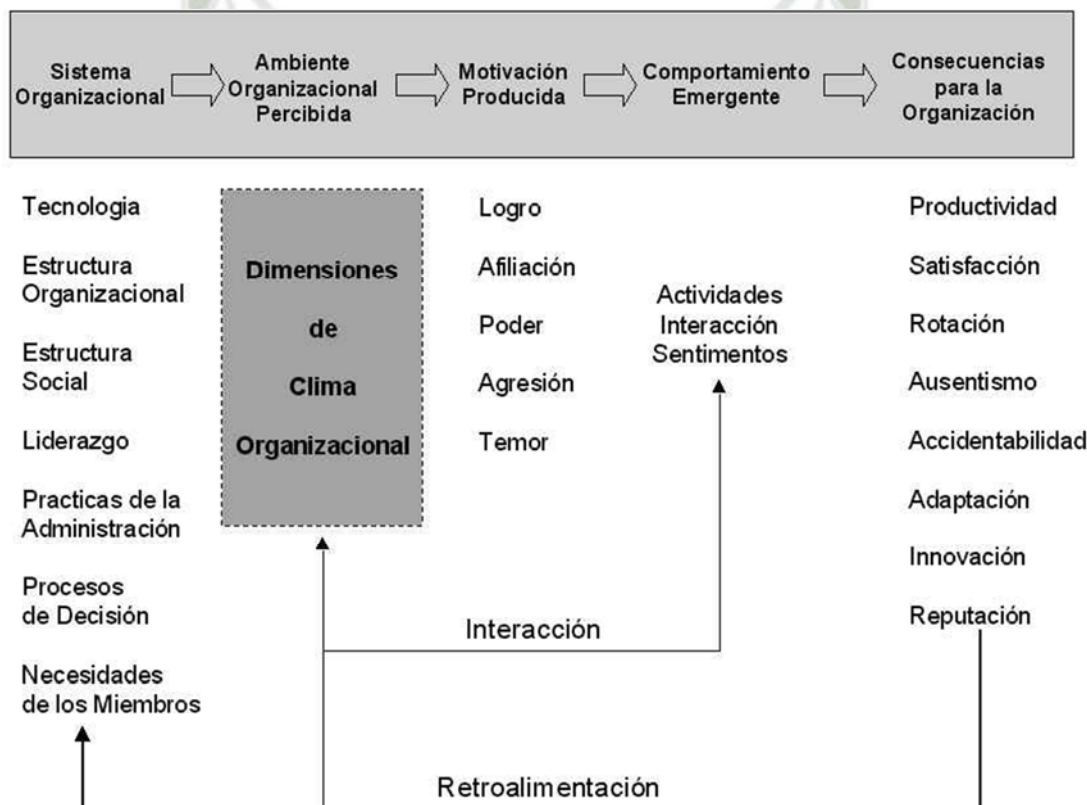 Sistema
Organizacional
Ambiente
Organizacional
Percibida
Motivación
Producida
Comportamiento
Emergente
Consecuencias
para la
Organización
Tecnologia
Estructura
Organizacional
Estructura
Social
Liderazgo
Practicas de la
Administración
Procesos
de Decisión
Necesidades
de los Miembros
Dimensiones
de
Clima
Organizacional
Logro
Afiliación
Poder
Agresión
Temor
Actividades
Interacción
Sentimentos
Productividad
Satisfacción
Rotación
Ausentismo
Accidentabilidad
Adaptación
Innovación
Reputación
Interacción
Retroalimentación